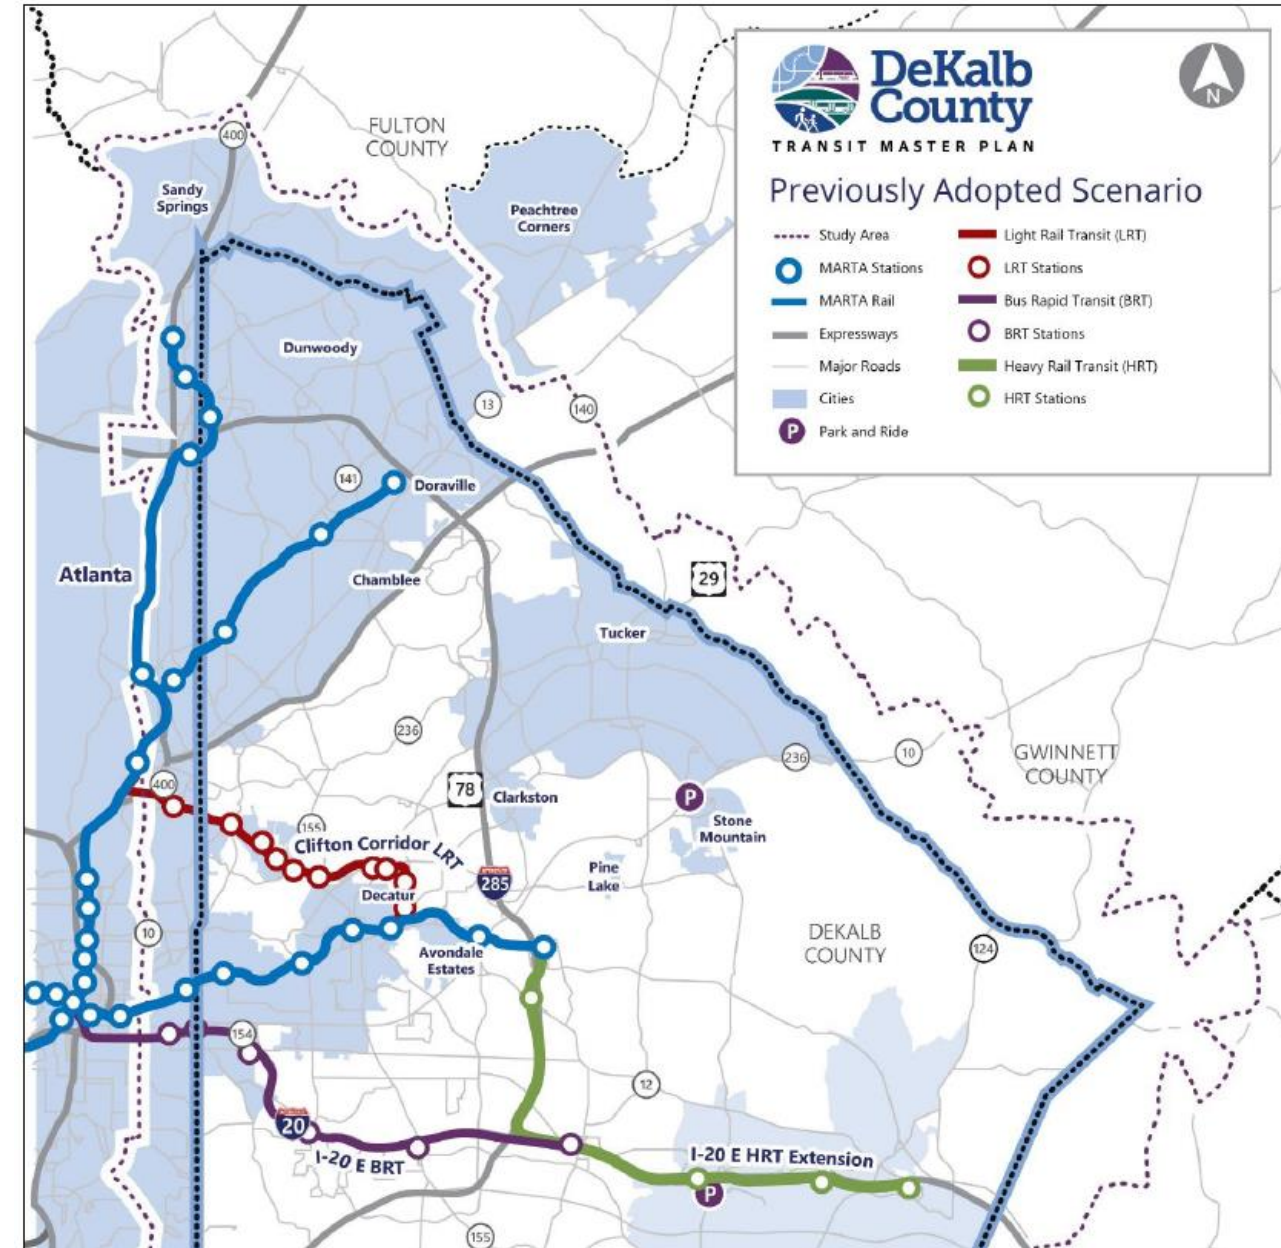 DeKalb
County
TRANSIT MASTER PLAN
N
Previously Adopted Scenario
Study Area
MARTA Stations
MARTA Rail
Expressways
Major Roads
Cities
P
Park and Ride
Light Rail Transit (LRT)
LRT Stations
Bus Rapid Transit (BRT)
BRT Stations
Heavy Rail Transit (HRT)
HRT Stations
400
FULTON
COUNTY
Sandy
Springs
Peachtree
Corners
Dunwoody
13
140
141
Doraville
Atlanta
Chamblee
29
Tucker
236
236
10
GWINNETT
COUNTY
400
78
Clarkston
P
Stone
Mountain
155
Clifton Corridor LRT
285
Pine
Lake
Decatur
10
Avondale
Estates
DEKALB
COUNTY
124
154
12
20
I-20 E BRT
I-20 E HRT Extension
P
155